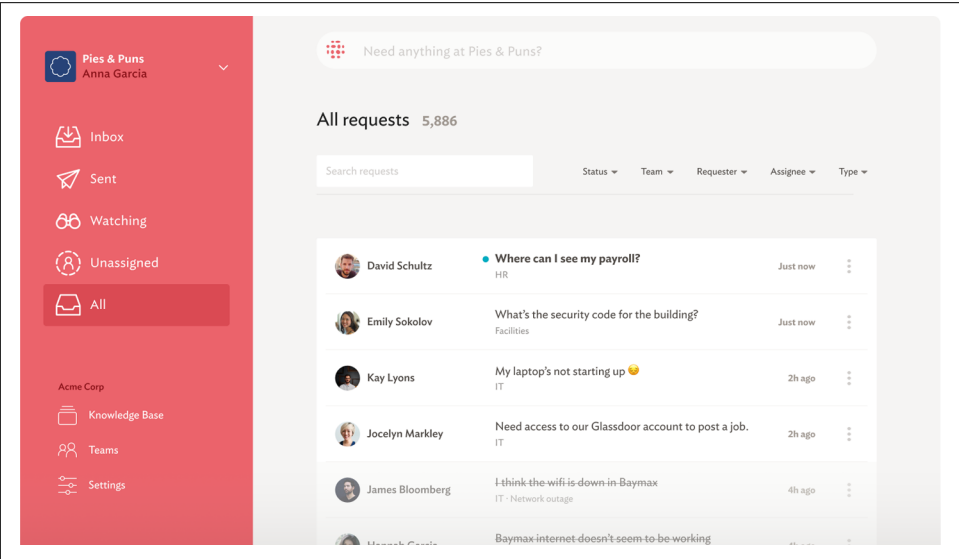 Pies & Puns
Anna Garcia
Inbox
Sent
Watching
Unassigned
All
Acme Corp
Knowledge Base
Teams
Settings
Need anything at Pies & Puns?
All requests 5,886
Search requests
Status Team Requester Assignee Type
David Schultz Where can I see my payroll? Just now
HR
Emily Sokolov What's the security code for the building? Just now
Facilities
Kay Lyons My laptop's not starting up 😔 2h ago
IT
Jocelyn Markley Need access to our Glassdoor account to post a job. 2h ago
IT
James Bloomberg I think the wifi is down in Baymax 4h ago
IT · Network outage
Hannah Garcia Baymax internet doesn't seem to be working 4h ago